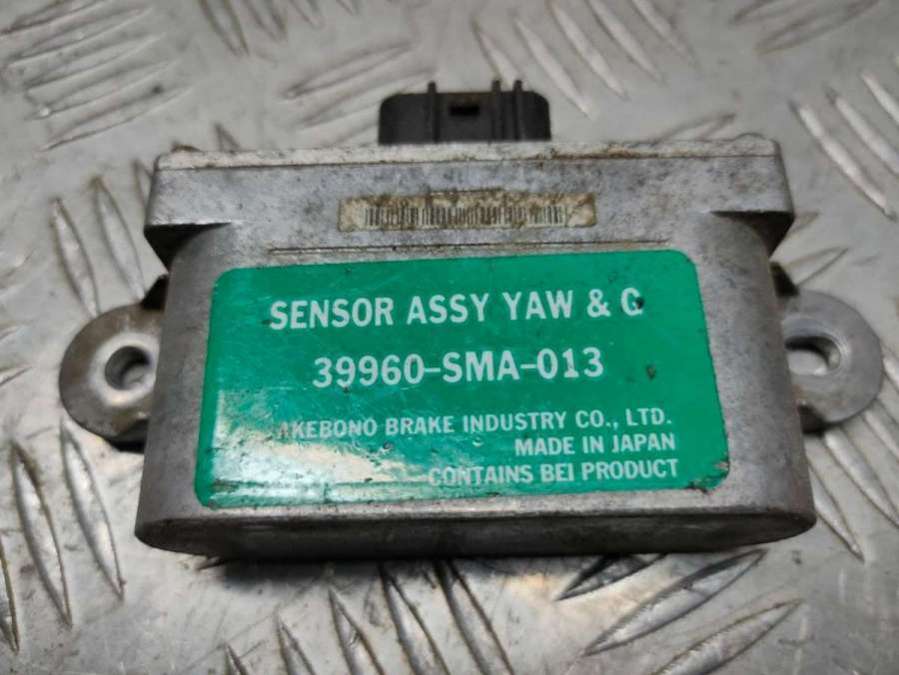 SENSOR ASSY YAW & G
39960-SMA-013
AKEBONO BRAKE INDUSTRY CO., LTD.
MADE IN JAPAN
CONTAINS BEI PRODUCT